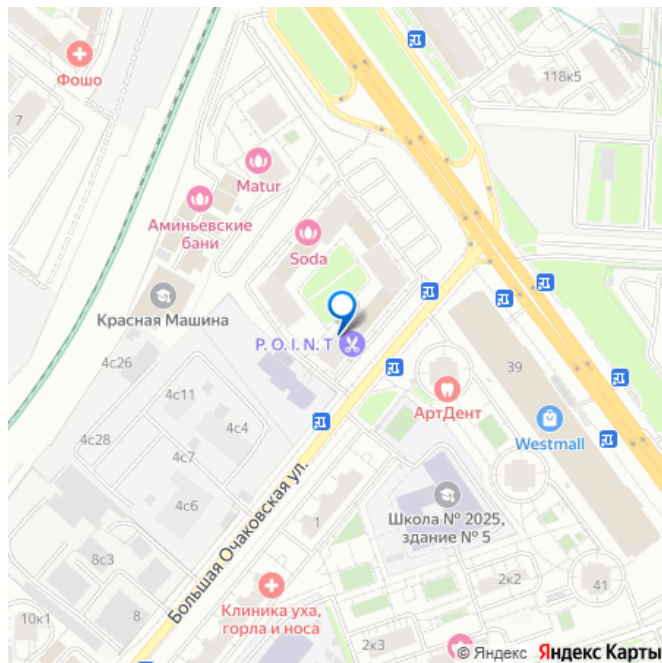 Фошо
118к5
7
Matur
Аминьевские
бани
Soda
Красная Машина
P. O. I. N. T
4с26
39
4с11
АртДент
4с28
4с4
Westmall
4с7
4с6
Большая Очаковская ул.
Школа № 2025,
здание № 5
1
8с3
2к2
41
Клиника уха,
горла и носа
10к1
8
2к3
© Яндекс Яндекс Карты